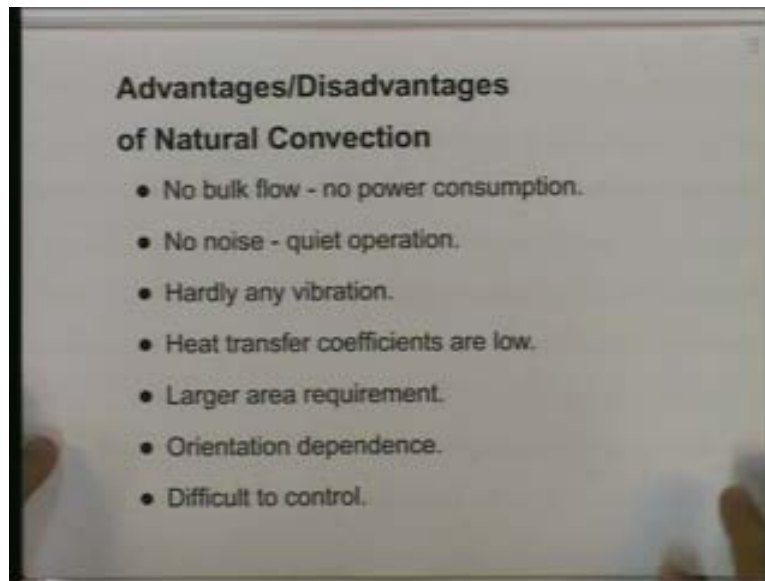 Advantages/Disadvantages
of Natural Convection
● No bulk flow - no power consumption.
● No noise - quiet operation.
● Hardly any vibration.
● Heat transfer coefficients are low.
● Larger area requirement.
● Orientation dependence.
● Difficult to control.